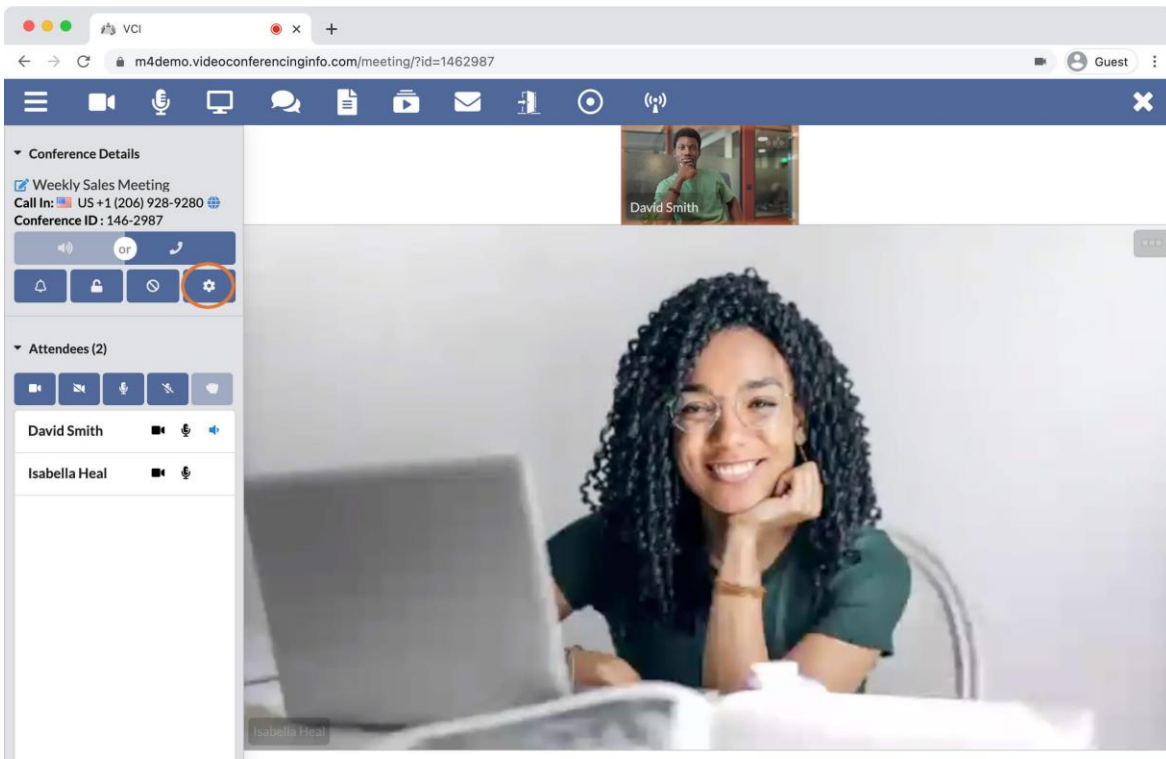 VCI
m4demo.videoconferencinginfo.com/meeting/?id=1462987
Guest
Conference Details
Weekly Sales Meeting
Call In: US +1 (206) 928-9280
Conference ID : 146-2987
or
Attendees (2)
David Smith
Isabella Heal
David Smith
Isabella Heal